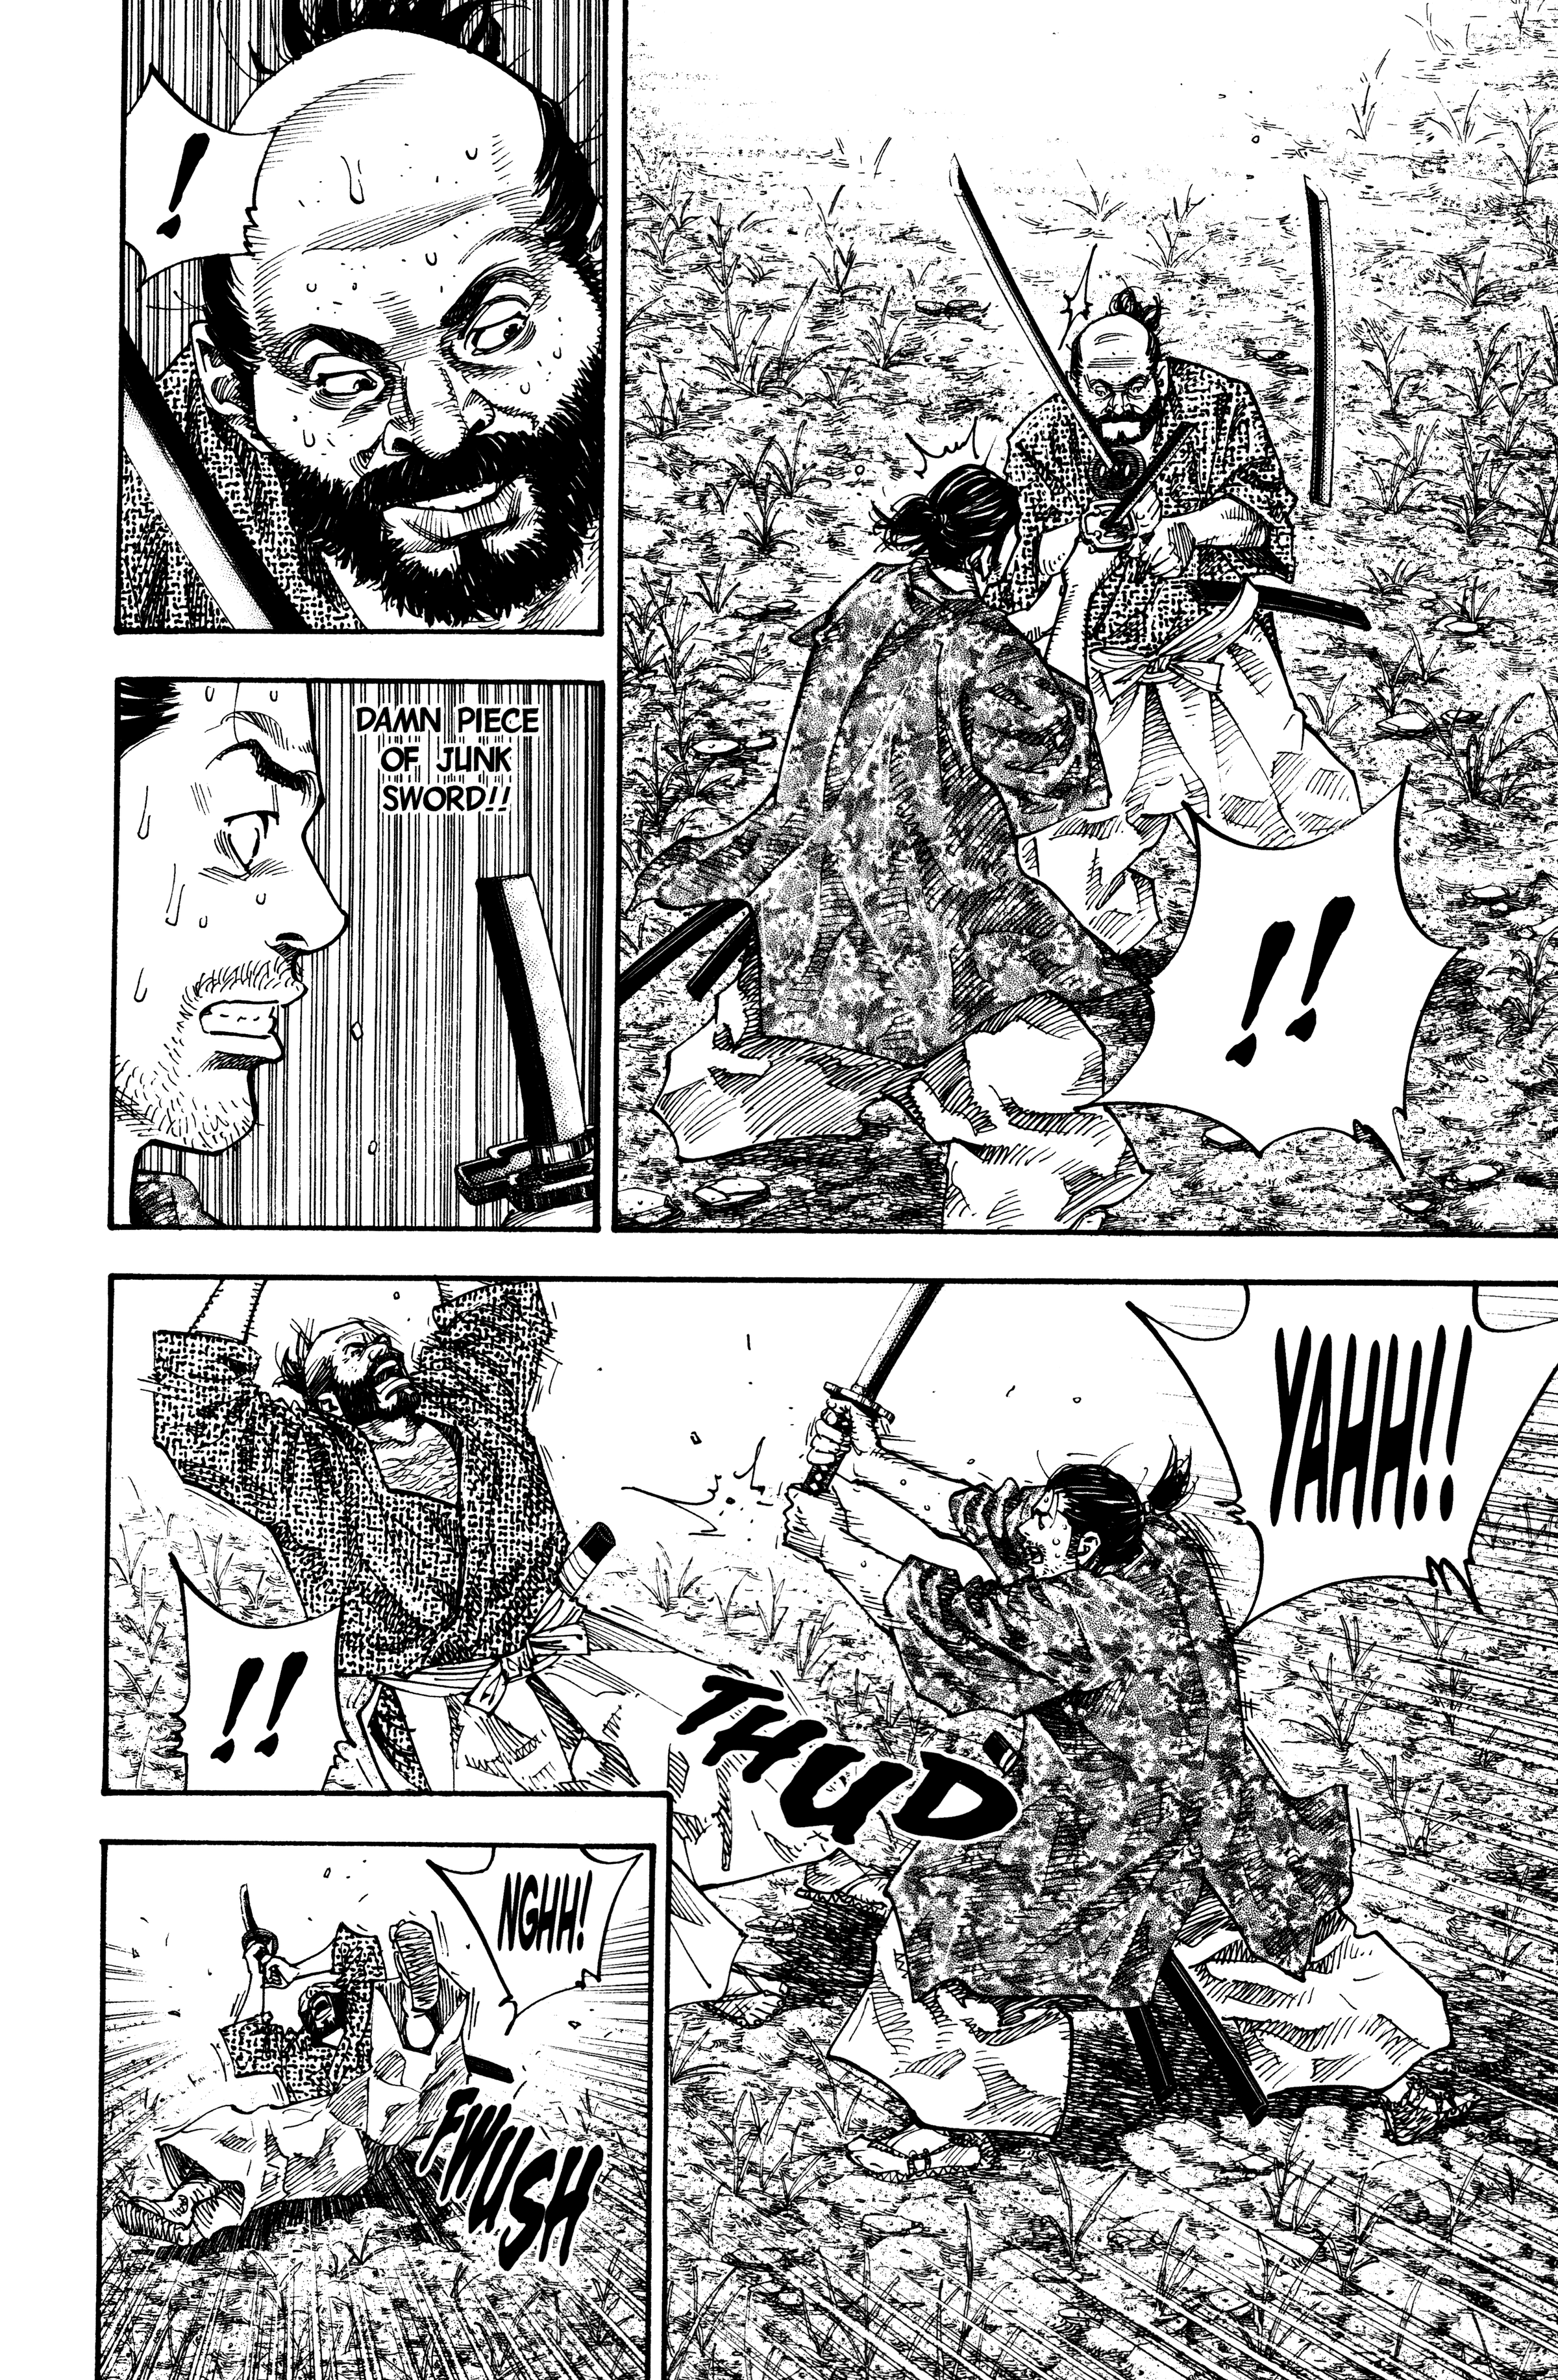 !!
!
DAMN PIECE
OF JUNK
SWORD!!
YAHH!!
THUD
!!
NGHH!
FWUSH